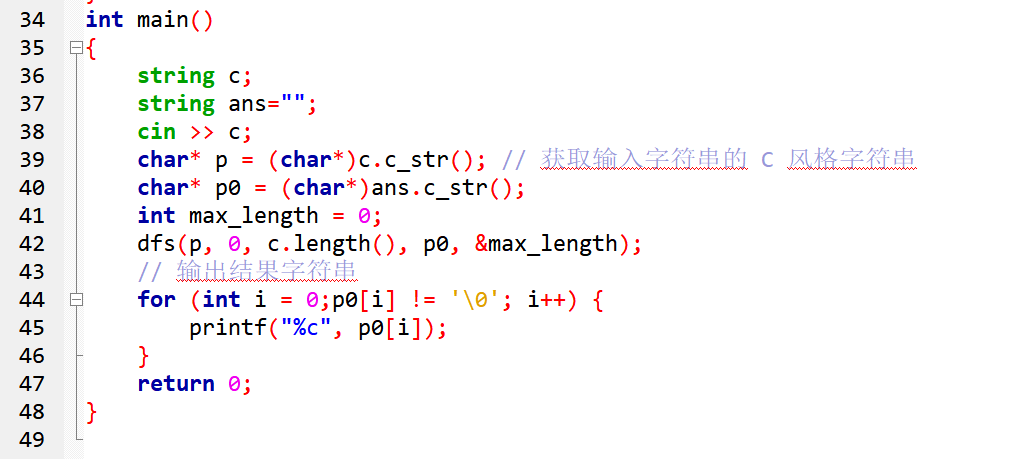 34 int main()
35 {
36 string c;
37 string ans="";
38 cin >> c;
39 char* p = (char*)c.c_str(); // 获取输入字符串的 C 风格字符串
40 char* p0 = (char*)ans.c_str();
41 int max_length = 0;
42 dfs(p, 0, c.length(), p0, &max_length);
43 // 输出结果字符串
44 for (int i = 0;p0[i] != '\0'; i++) {
45 printf("%c", p0[i]);
46 }
47 return 0;
48 }
49